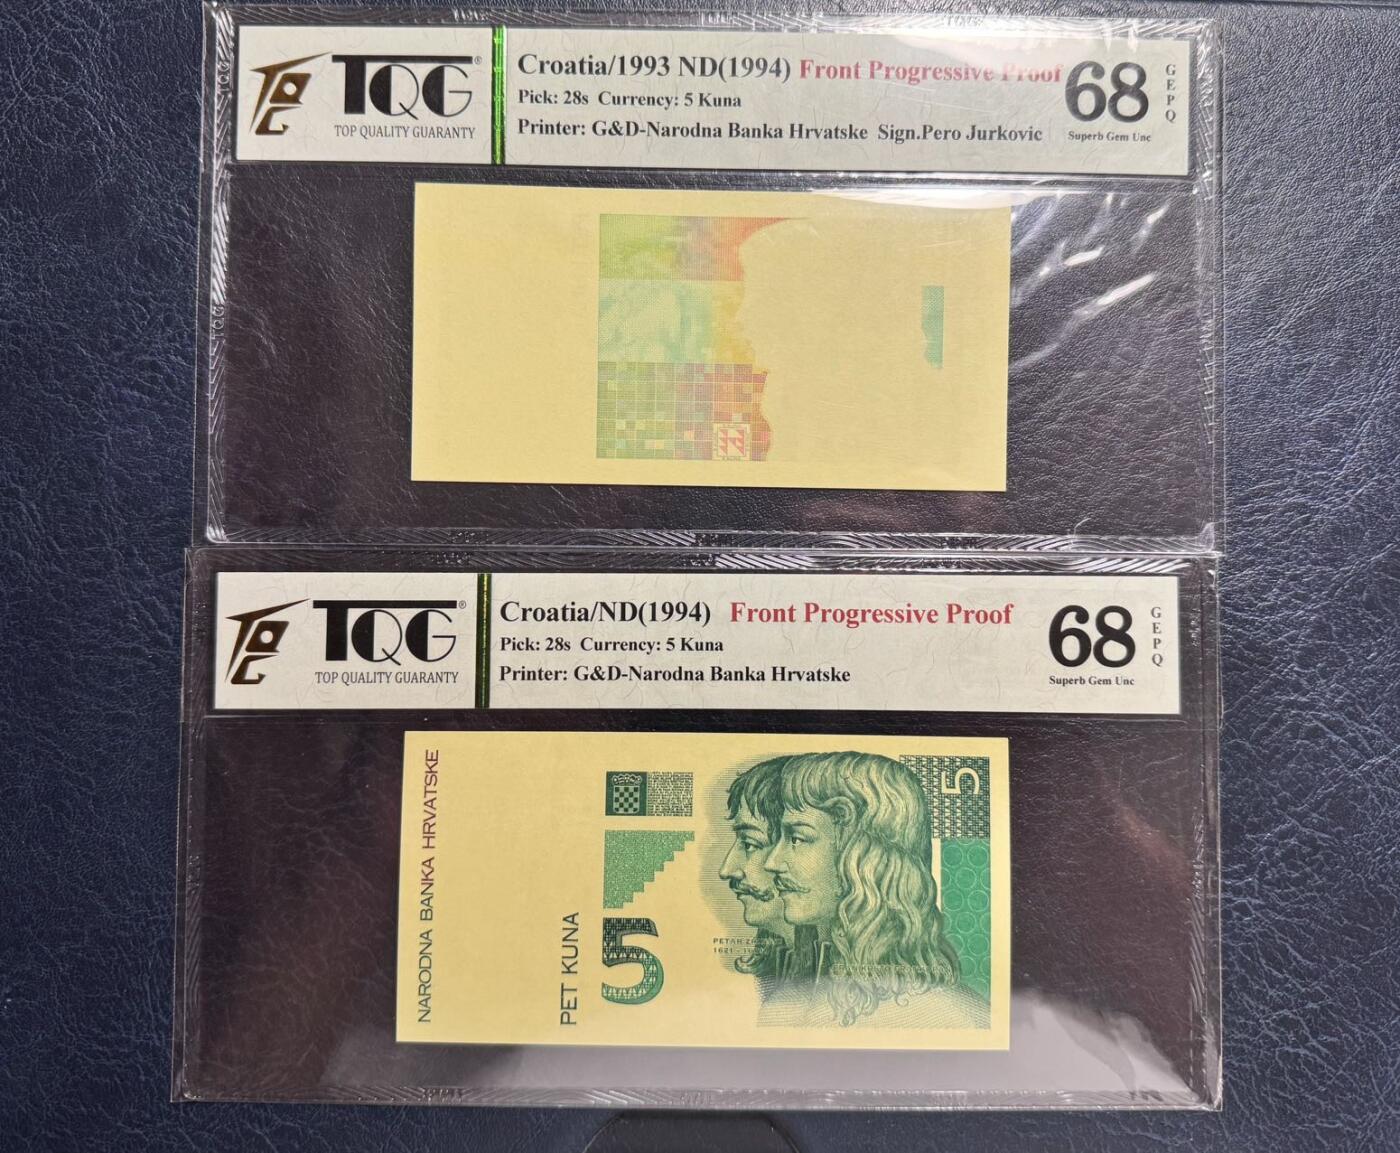 TQG®
TOP QUALITY GUARANTY
Croatia/1993 ND(1994) Front Progressive Proof
Pick: 28s Currency: 5 Kuna
Printer: G&D-Narodna Banka Hrvatske Sign.Pero Jurkovic
68
Superb Gem Unc
GEPQ
TQG®
TOP QUALITY GUARANTY
Croatia/ND(1994) Front Progressive Proof
Pick: 28s Currency: 5 Kuna
Printer: G&D-Narodna Banka Hrvatske
68
Superb Gem Unc
GEPQ
NARODNA BANKA HRVATSKE
PET KUNA
5
5
PETAR
1621